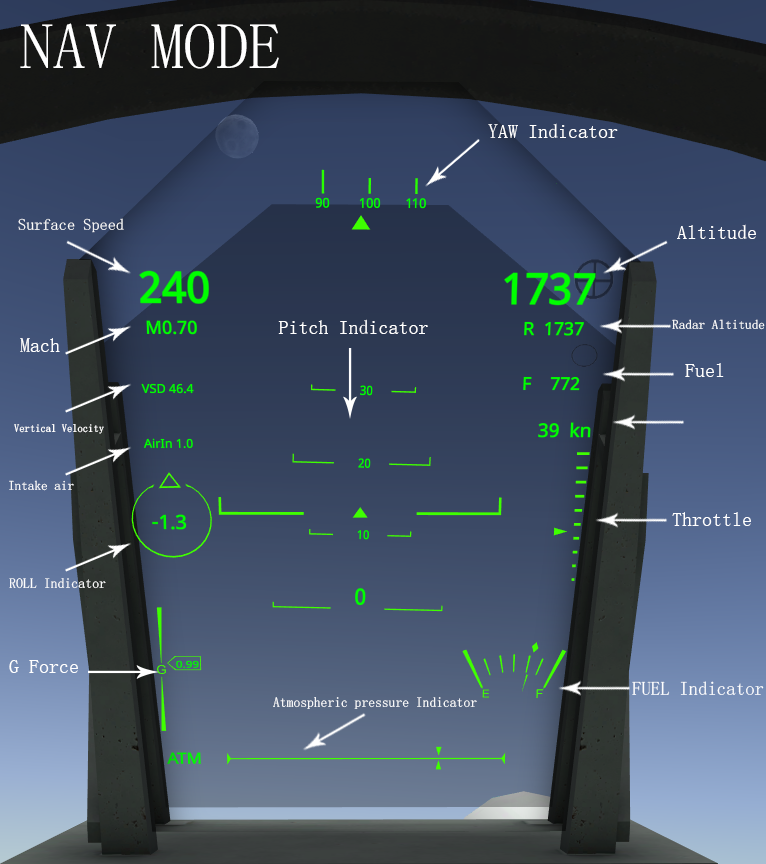 NAV MODE
YAW Indicator
90 100 110
Surface Speed
Altitude
240
1737
M0.70
Pitch Indicator
R 1737
Radar Altitude
Mach
Fuel
VSD 46.4
30
F 772
Vertical Velocity
39 kn
AirIn 1.0
20
Intake air
-1.3
Throttle
10
ROLL Indicator
0
G Force
G
0.99
E
F
FUEL Indicator
Atmospheric pressure Indicator
ATM